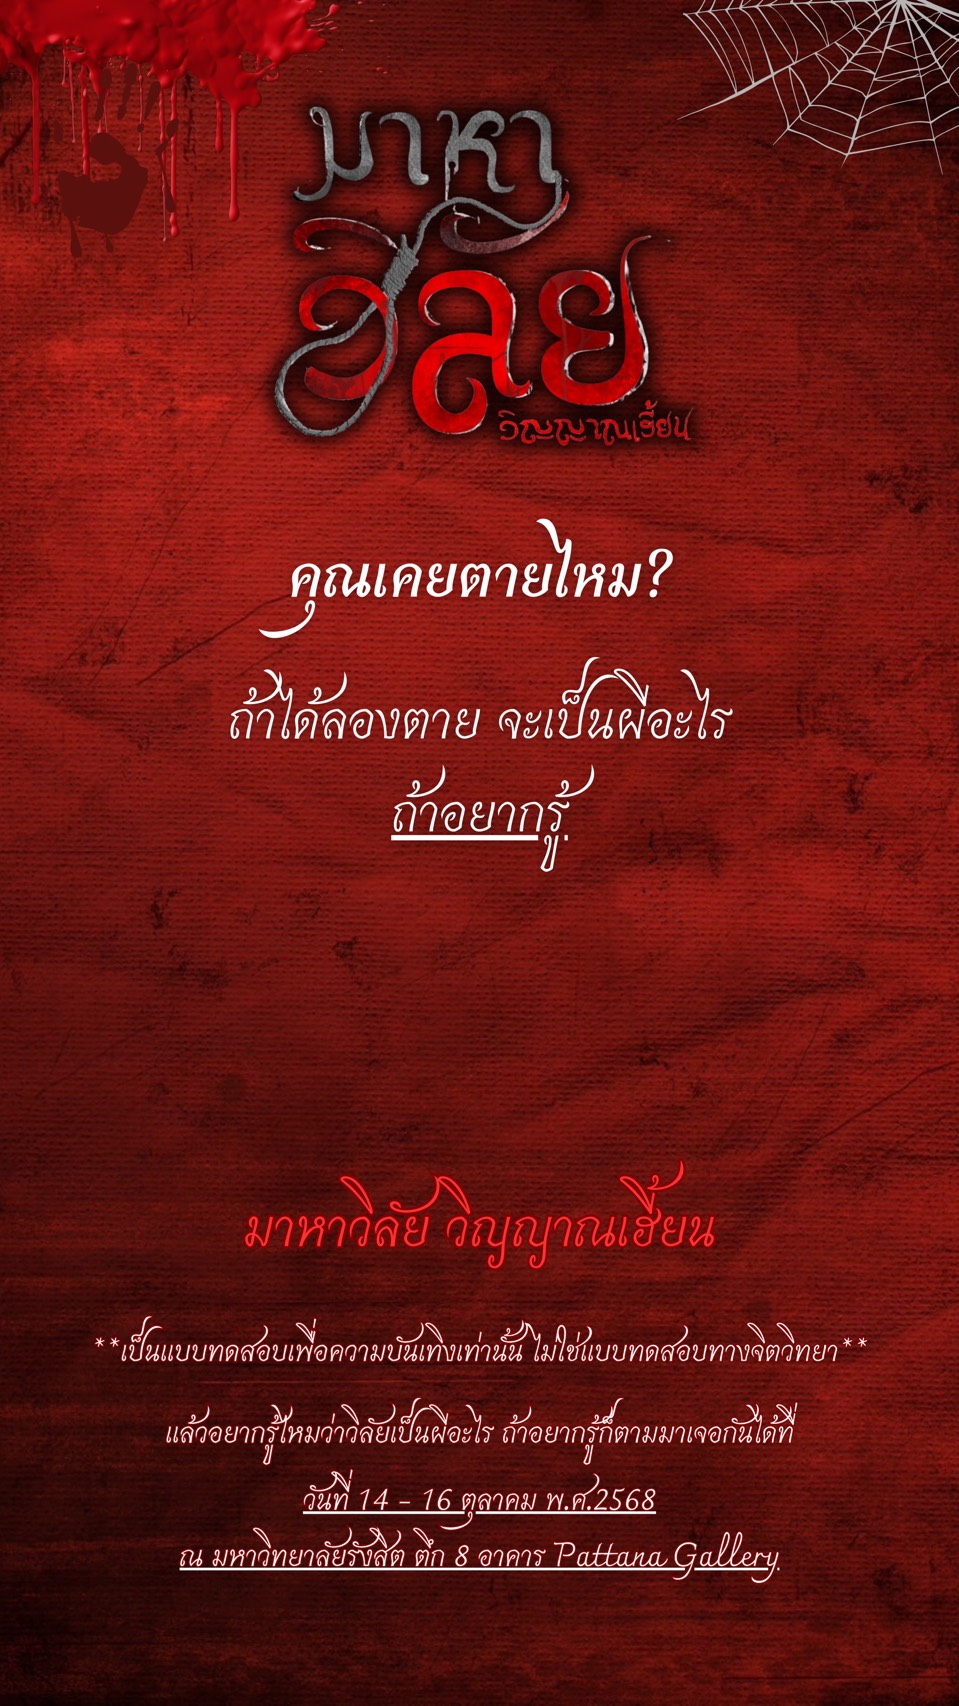 มาหา
วิลัย
วิญญาณเฮี้ยน
คุณเคยตายไหม?
ถ้าได้ลองตาย จะเป็นผีอะไร
ถ้าอยากรู้
มาหาวิลัย วิญญาณเฮี้ยน
**เป็นแบบทดสอบเพื่อความบันเทิงเท่านั้น ไม่ใช่แบบทดสอบทางจิตวิทยา**
แล้วอยากรู้ไหมว่าวิลัยเป็นผีอะไร ถ้าอยากรู้ก็ตามมาเจอกันได้ที่
วันที่ 14 - 16 ตุลาคม พ.ศ.2568
ณ มหาวิทยาลัยรังสิต ตึก 8 อาคาร Pattana Gallery